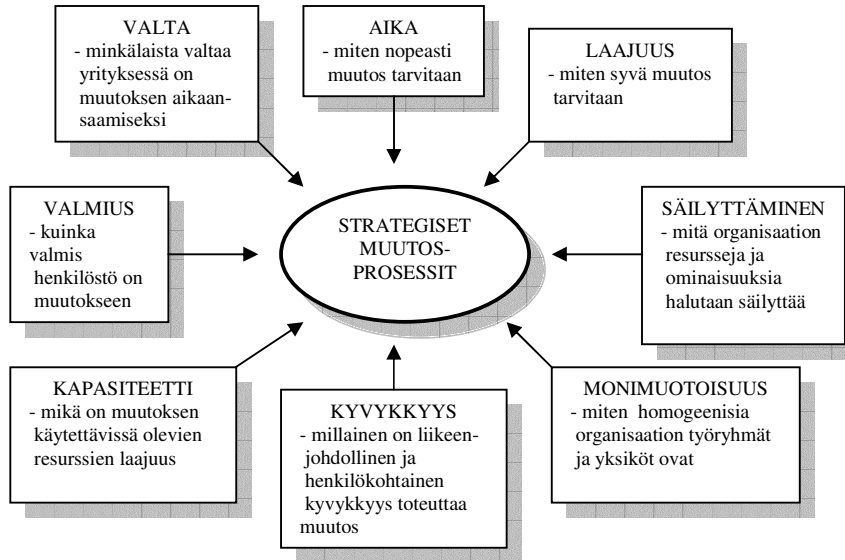 VALTA
- minkälaista valtaa
yrityksessä on
muutoksen aikaan-
saamiseksi
AIKA
- miten nopeasti
muutos tarvitaan
LAAJUUS
- miten syvä muutos
tarvitaan
VALMIUS
- kuinka
valmis
henkilöstö on
muutokseen
STRATEGISET
MUUTOS-
PROSESSIT
SÄILYTTÄMINEN
- mitä organisaation
resursseja ja
ominaisuuksia
halutaan säilyttää
KAPASITEETTI
- mikä on muutoksen
käytettävissä olevien
resurssien laajuus
KYVYKKYYS
- millainen on liikeen-
johdollinen ja
henkilökohtainen
kyvykkyys toteuttaa
muutos
MONIMUOTOISUUS
- miten homogeenisia
organisaation työryhmät
ja yksiköt ovat